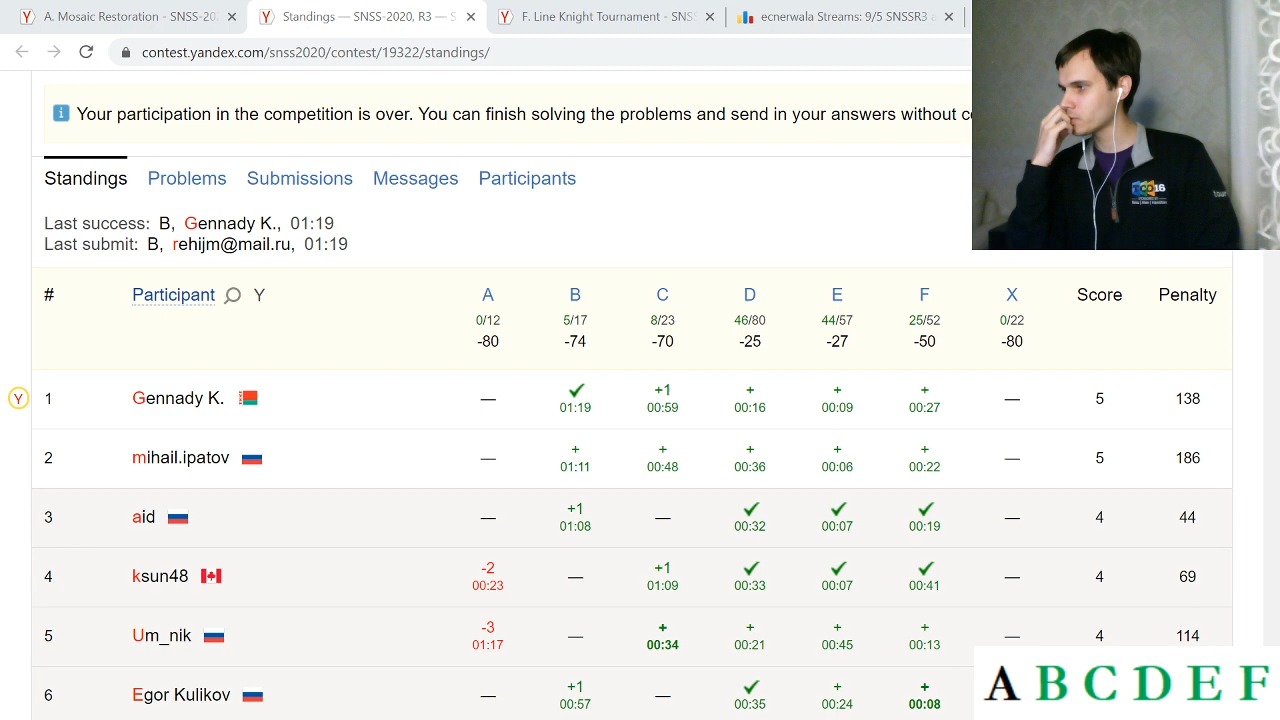 A. Mosaic Restoration - SNSS-20
Standings — SNSS-2020, R3 —
F. Line Knight Tournament - SNS
ecnerwala Streams: 9/5 SNSSR3
contest.yandex.com/snss2020/contest/19322/standings/
Your participation in the competition is over. You can finish solving the problems and send in your answers without
Standings Problems Submissions Messages Participants
Last success: B, Gennady K., 01:19
Last submit: B, rehijm@mail.ru, 01:19
# Participant Y A B C D E F X Score Penalty
0/12 5/17 8/23 46/80 44/57 25/52 0/22
-80 -74 -70 -25 -27 -50 -80
Y 1 Gennady K. — +1 + + + — 5 138
01:19 00:59 00:16 00:09 00:27
2 mihail.ipatov — + + + + + — 5 186
01:11 00:48 00:36 00:06 00:22
3 aid — +1 — — 4 44
01:08 00:32 00:07 00:19
4 ksun48 -2 — +1 — 4 69
00:23 01:09 00:33 00:07 00:41
5 Um_nik -3 — + + + + — 4 114
01:17 00:34 00:21 00:45 00:13
6 Egor Kulikov — — + +
00:57 00:35 00:24 00:08
ABCDEF